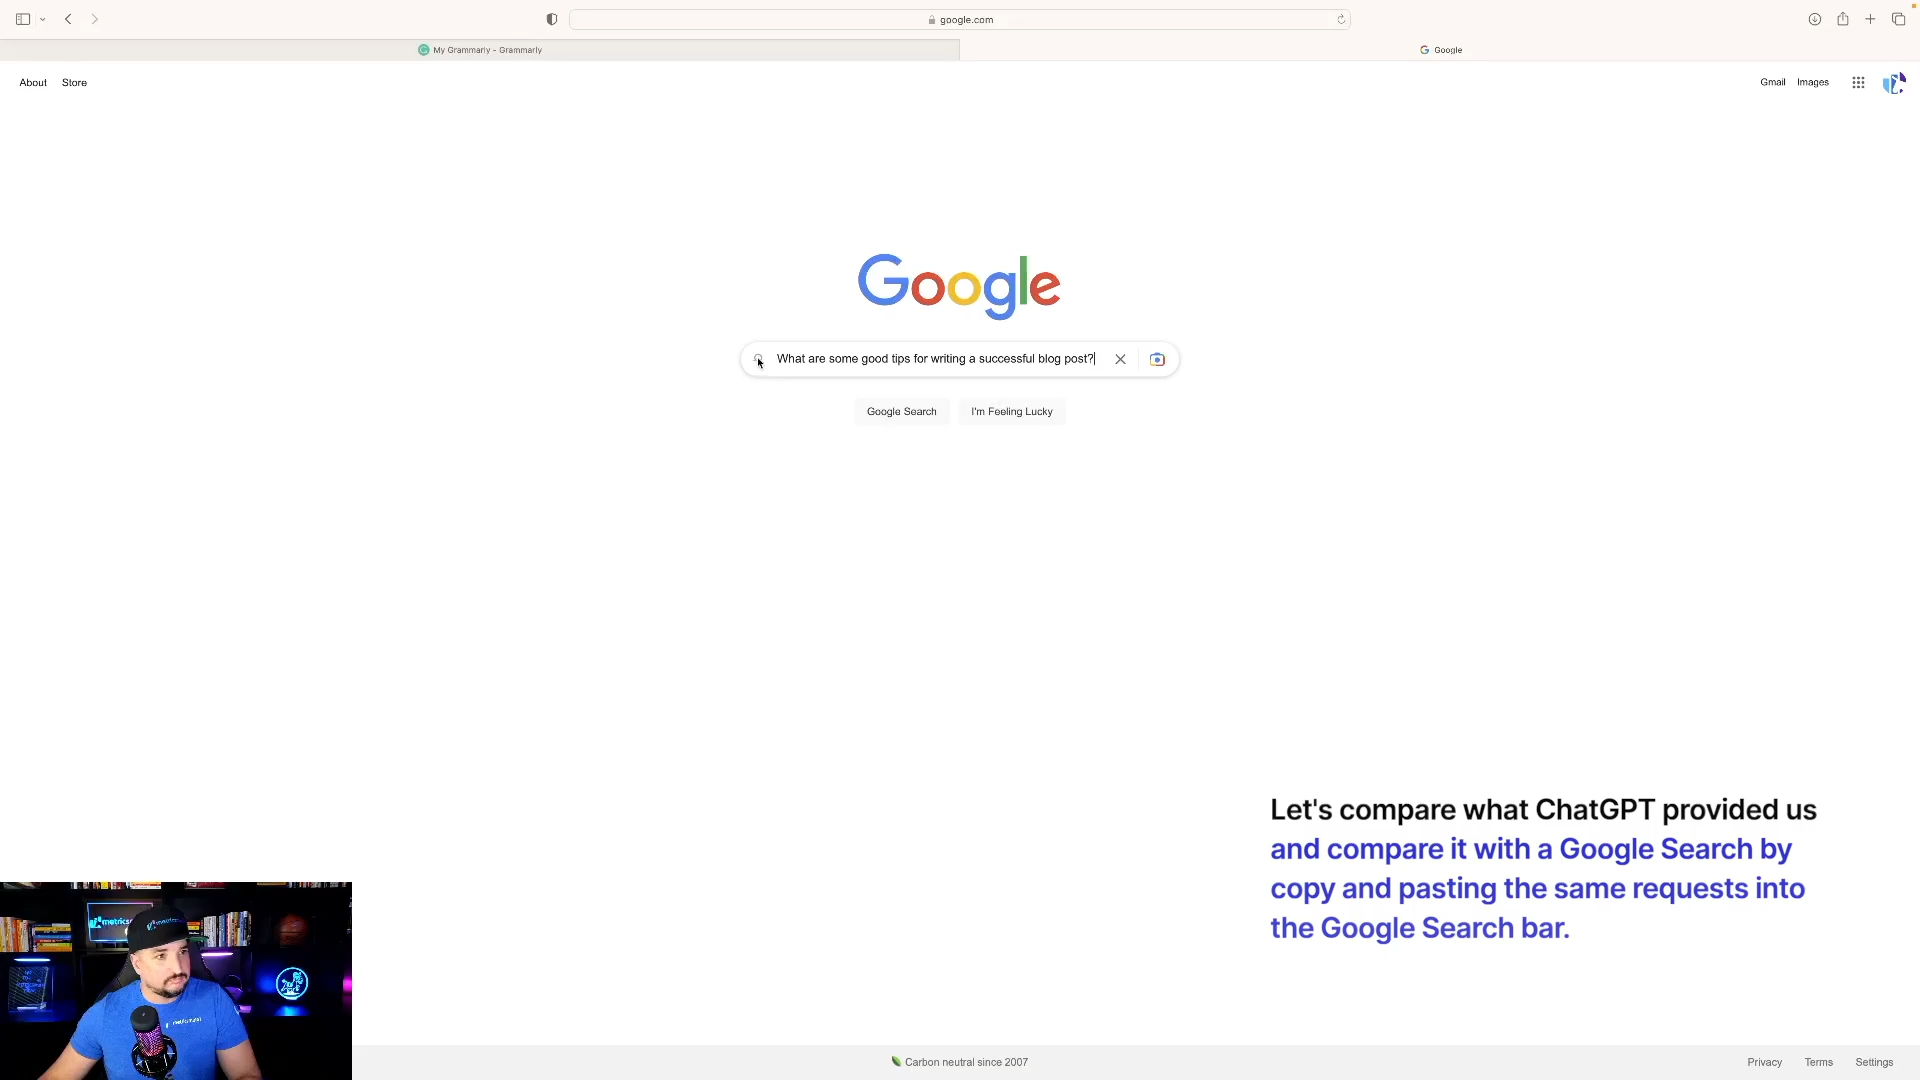 google.com
My Grammarly - Grammarly
Google
About
Store
Gmail
Images
Google
What are some good tips for writing a successful blog post?
Google Search
I'm Feeling Lucky
Let's compare what ChatGPT provided us
and compare it with a Google Search by
copy and pasting the same requests into
the Google Search bar.
Carbon neutral since 2007
Privacy
Terms
Settings